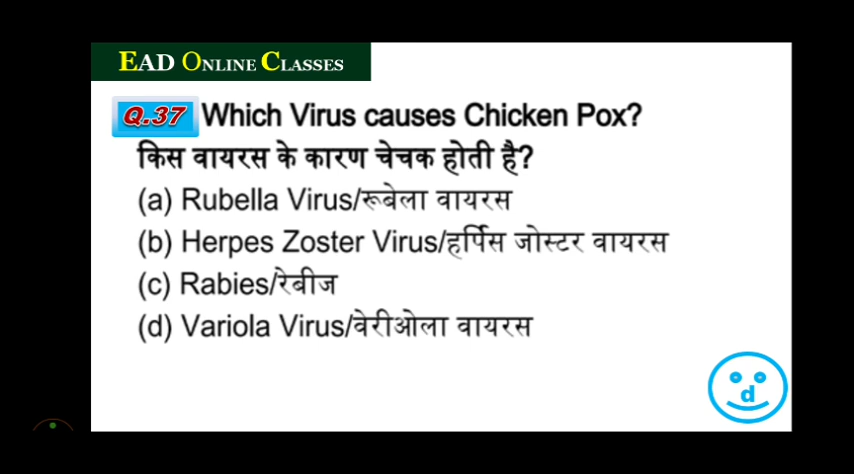 EAD ONLINE CLASSES
Q.37 Which Virus causes Chicken Pox?
किस वायरस के कारण चेचक होती है?
(a) Rubella Virus/रूबेला वायरस
(b) Herpes Zoster Virus/हर्पिस जोस्टर वायरस
(c) Rabies/रेबीज
(d) Variola Virus/वेरीओला वायरस
d